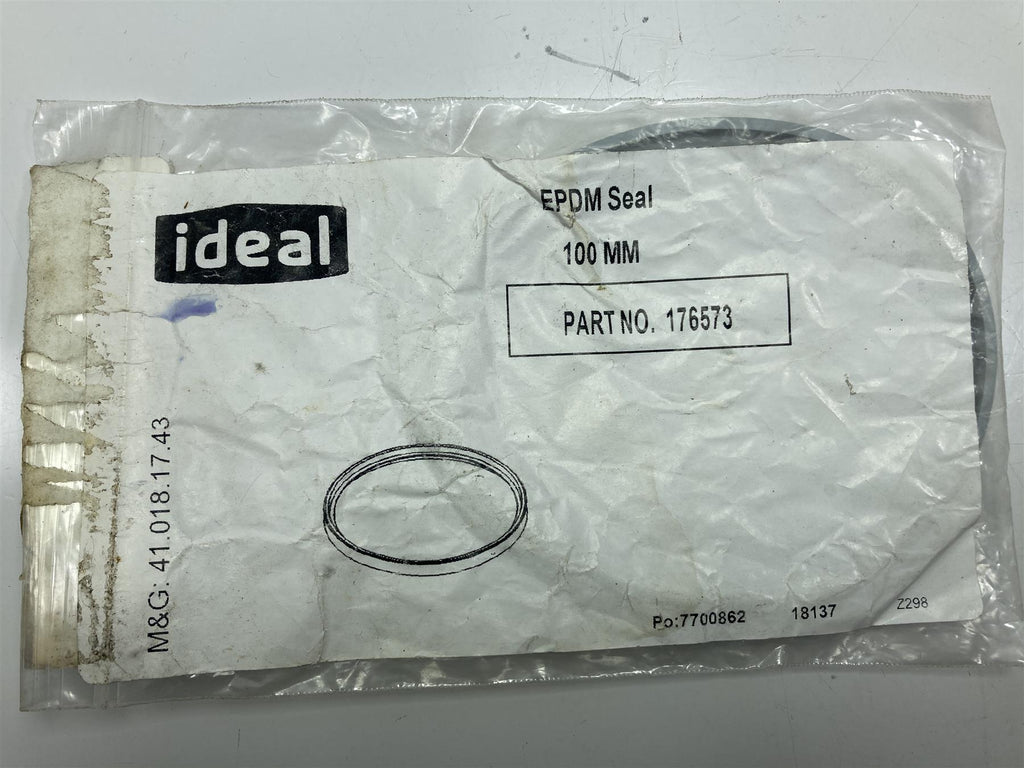 ideal
EPDM Seal
100 MM
PART NO. 176573
M&G: 41.018.17.43
Po:7700862 18137 Z298